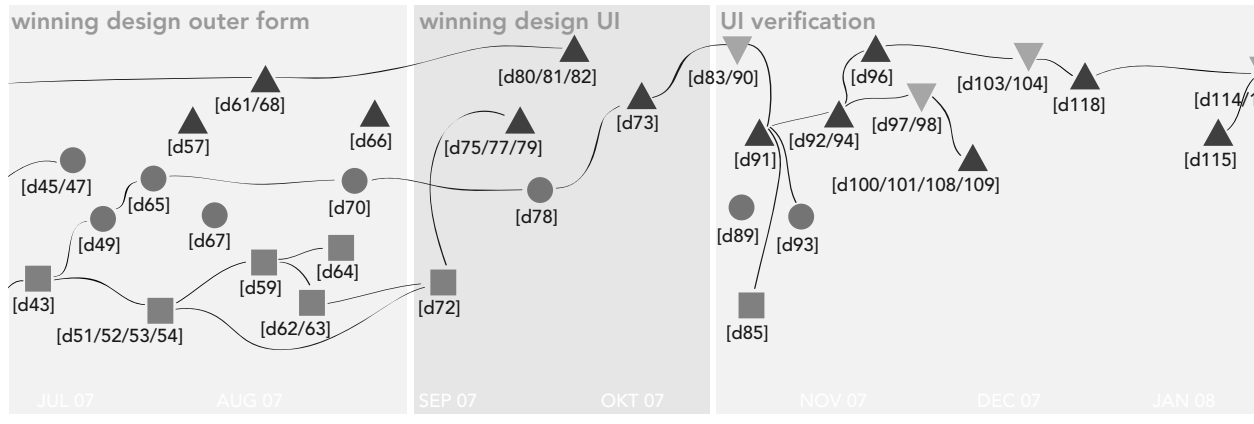 winning design outer form
winning design UI
UI verification
[d61/68]
[d57]
[d66]
[d45/47]
[d65]
[d70]
[d49]
[d67]
[d64]
[d59]
[d43]
[d62/63]
[d51/52/53/54]
[d80/81/82]
[d73]
[d75/77/79]
[d78]
[d72]
[d83/90]
[d96]
[d103/104]
[d118]
[d114/1
[d97/98]
[d92/94]
[d91]
[d115]
[d100/101/108/109]
[d89]
[d93]
[d85]
JUL 07
AUG 07
SEP 07
OKT 07
NOV 07
DEC 07
JAN 08